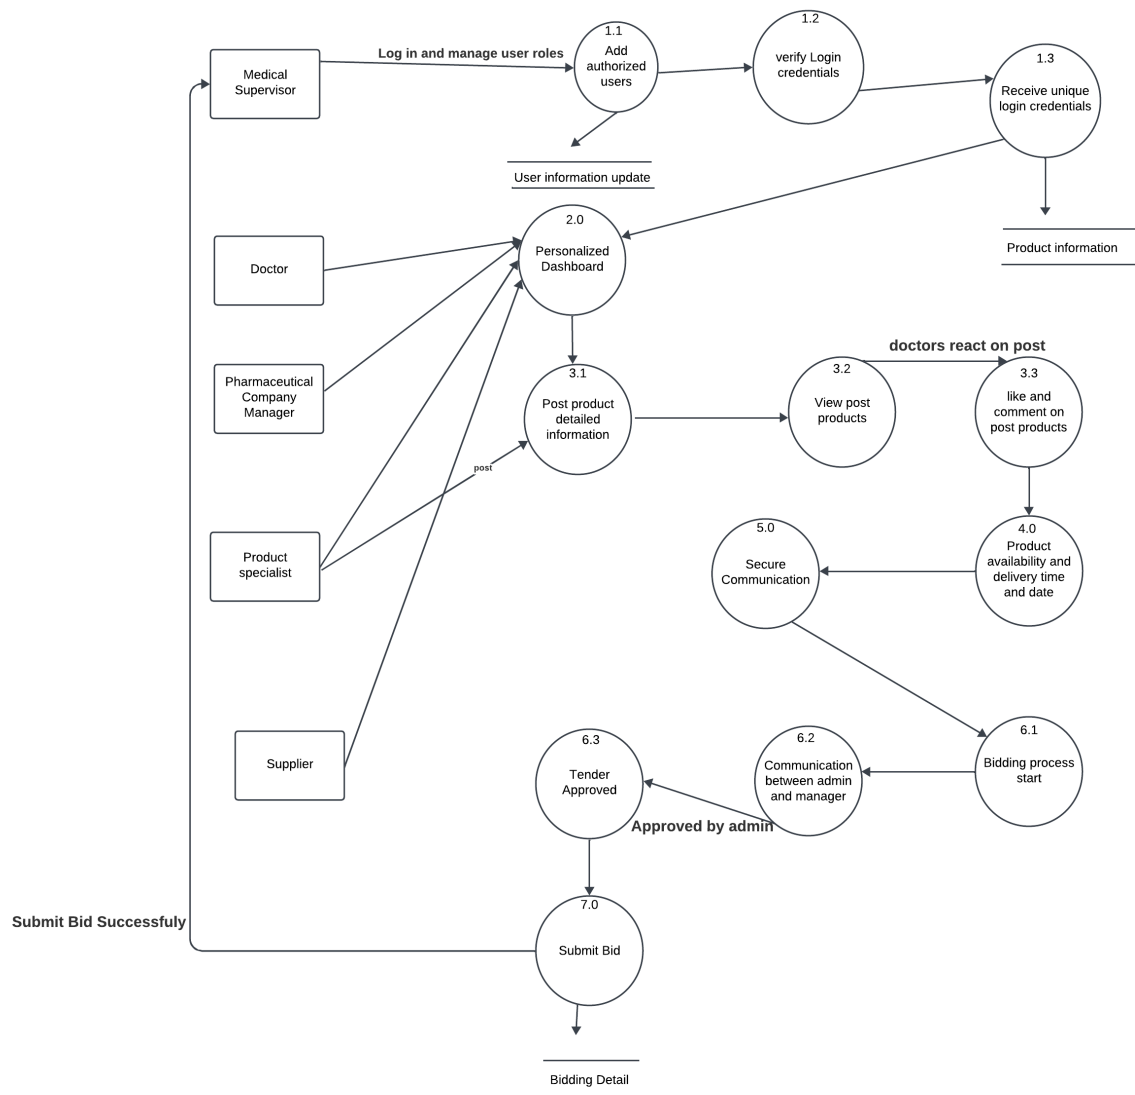 1.1
Add
authorized
users
1.2
verify Login
credentials
Log in and manage user roles
1.3
Receive unique
login credentials
Medical
Supervisor
User information update
2.0
Personalized
Dashboard
Product information
Doctor
doctors react on post
3.1
Post product
detailed
information
3.2
View post
products
3.3
like and
comment on
post products
Pharmaceutical
Company
Manager
post
Product
specialist
5.0
Secure
Communication
4.0
Product
availability and
delivery time
and date
Supplier
6.3
Tender
Approved
6.2
Communication
between admin
and manager
6.1
Bidding process
start
Approved by admin
7.0
Submit Bid
Submit Bid Successfuly
Bidding Detail